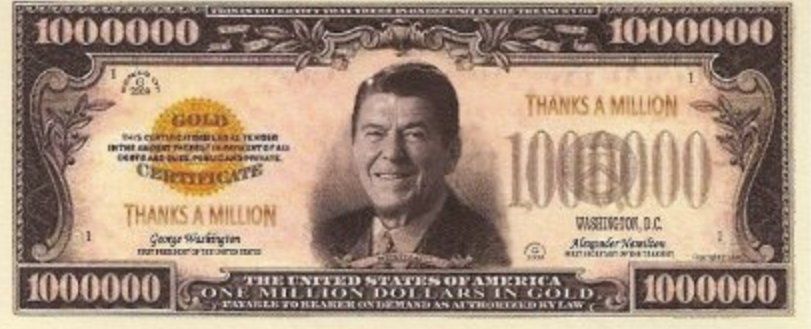 1000000
1000000
1
1
2004
GOLD
THIS CERTIFICATE IS LEGAL TENDER
IN THE AMOUNT THEREOF IN PAYMENT OF ALL
DEBTS AND DUES, PUBLIC AND PRIVATE.
CERTIFICATE
THANKS A MILLION
THANKS A MILLION
1000000
WASHINGTON, D.C.
1
George Washington
FIRST PRESIDENT OF THE UNITED STATES
Alexander Hamilton
FIRST SECRETARY OF THE TREASURY
1
1000000
THE UNITED STATES OF AMERICA
ONE MILLION DOLLARS IN GOLD
PAYABLE TO BEARER ON DEMAND AS AUTHORIZED BY LAW
1000000